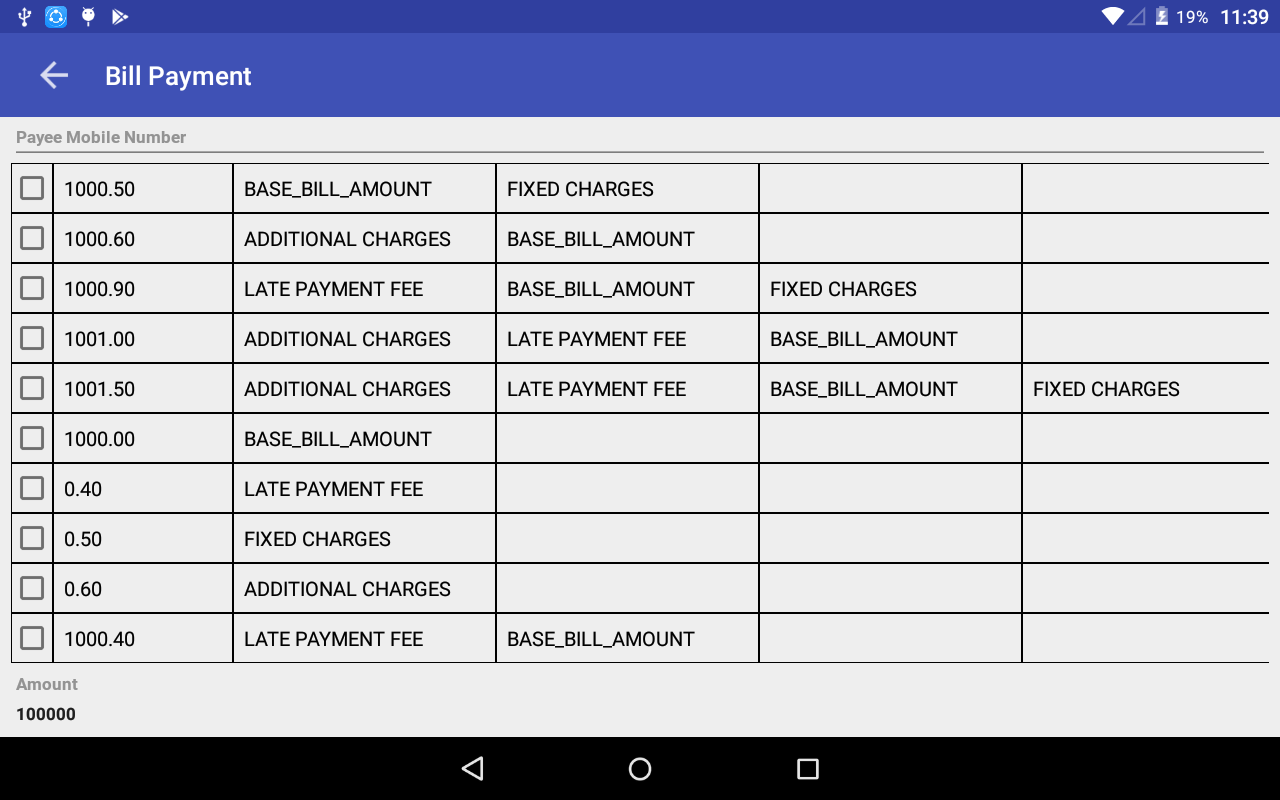 19% 11:39
Bill Payment
Payee Mobile Number
1000.50 BASE_BILL_AMOUNT FIXED CHARGES
1000.60 ADDITIONAL CHARGES BASE_BILL_AMOUNT
1000.90 LATE PAYMENT FEE BASE_BILL_AMOUNT FIXED CHARGES
1001.00 ADDITIONAL CHARGES LATE PAYMENT FEE BASE_BILL_AMOUNT
1001.50 ADDITIONAL CHARGES LATE PAYMENT FEE BASE_BILL_AMOUNT FIXED CHARGES
1000.00 BASE_BILL_AMOUNT
0.40 LATE PAYMENT FEE
0.50 FIXED CHARGES
0.60 ADDITIONAL CHARGES
1000.40 LATE PAYMENT FEE BASE_BILL_AMOUNT
Amount
100000